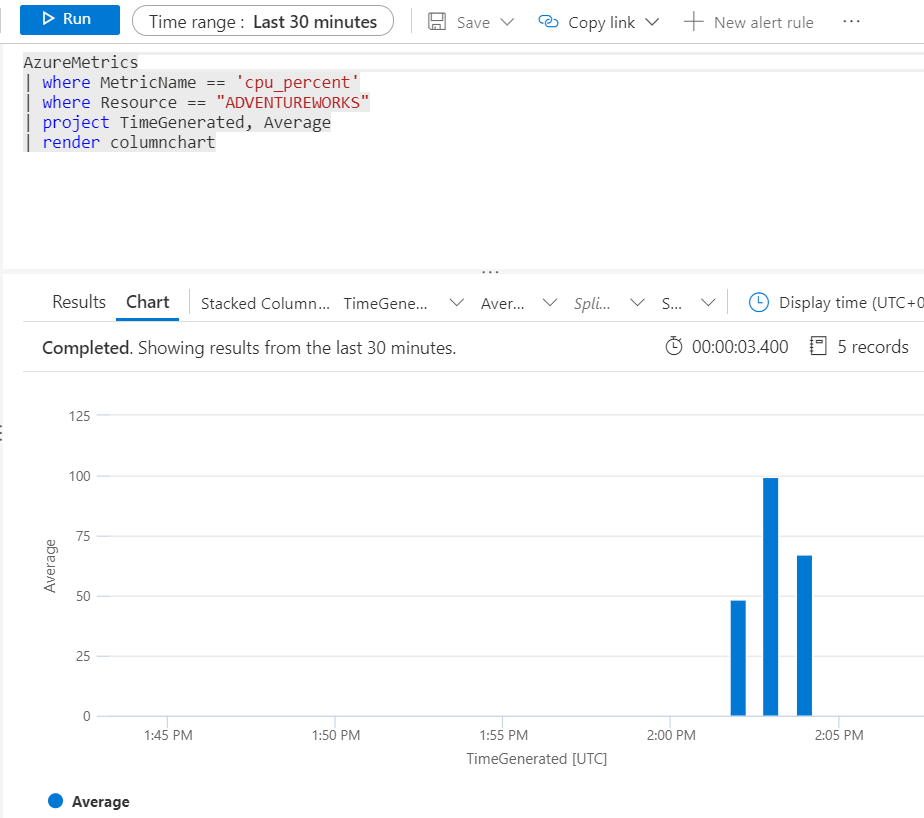 Run
Time range : Last 30 minutes
Save
Copy link
New alert rule
...
AzureMetrics
| where MetricName == 'cpu_percent'
| where Resource == "ADVENTUREWORKS"
| project TimeGenerated, Average
| render columnchart
...
Results
Chart
Stacked Column...
TimeGene...
Aver...
Spli...
S...
Display time (UTC+0
Completed. Showing results from the last 30 minutes.
00:00:03.400
5 records
125
100
75
50
25
0
Average
1:45 PM
1:50 PM
1:55 PM
2:00 PM
2:05 PM
TimeGenerated [UTC]
Average